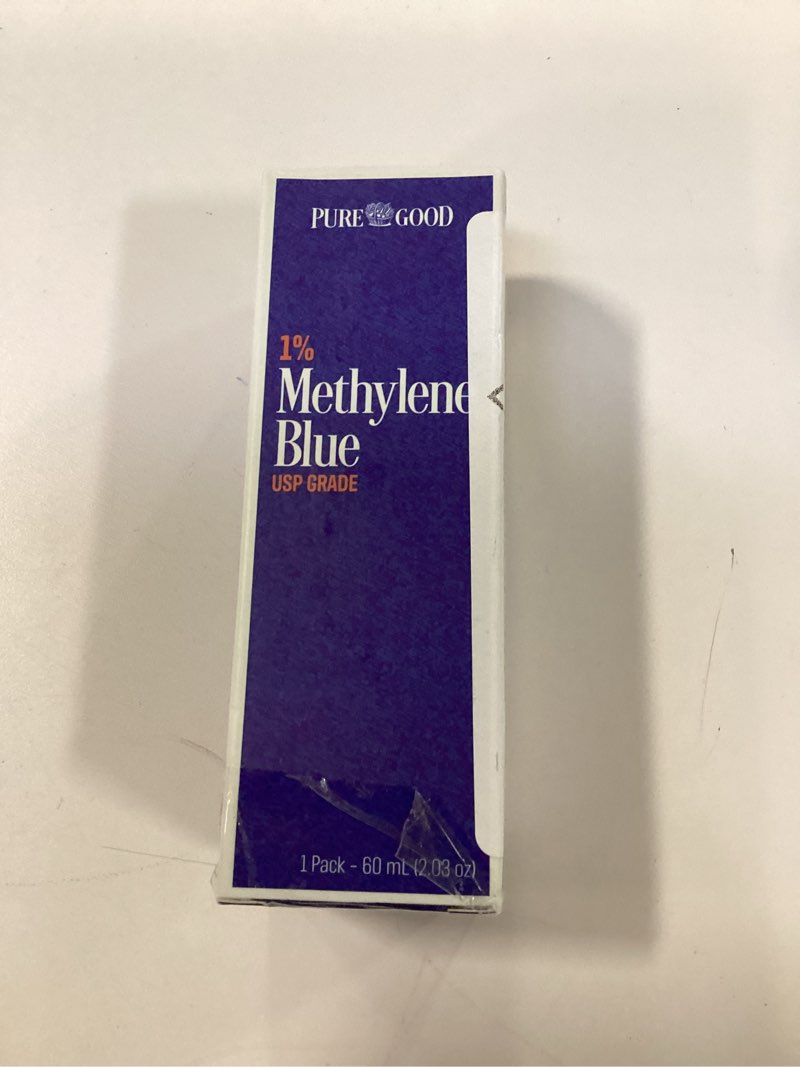 PURE GOOD
1%
Methylene
Blue
USP GRADE
1 Pack - 60 mL (2.03 oz)